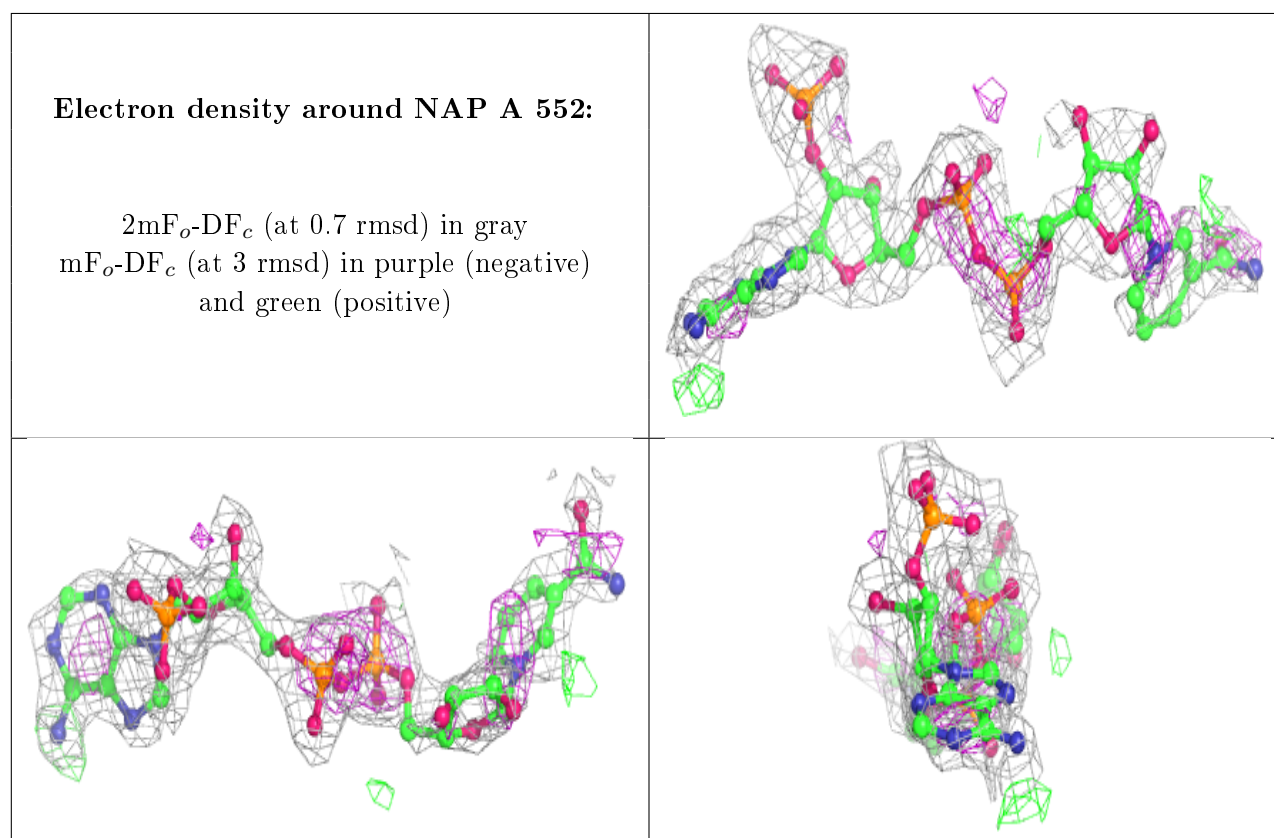 Electron density around NAP A 552:
2mFo-DFc (at 0.7 rmsd) in gray
mFo-DFc (at 3 rmsd) in purple (negative)
and green (positive)